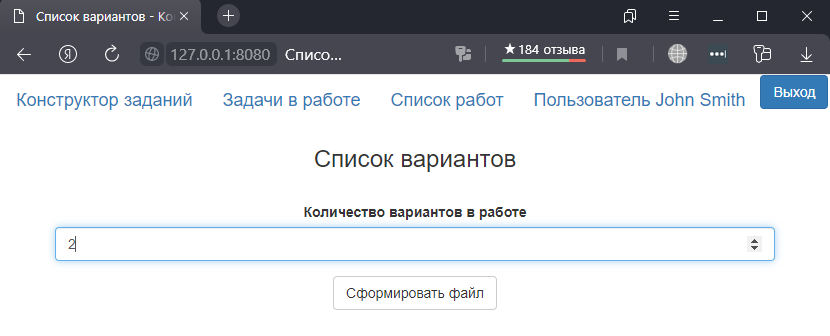 Список вариантов - Ко
127.0.0.1:8080 Списо... ★ 184 отзыва
Конструктор заданий Задачи в работе Список работ Пользователь John Smith Выход
Список вариантов
Количество вариантов в работе
2
Сформировать файл